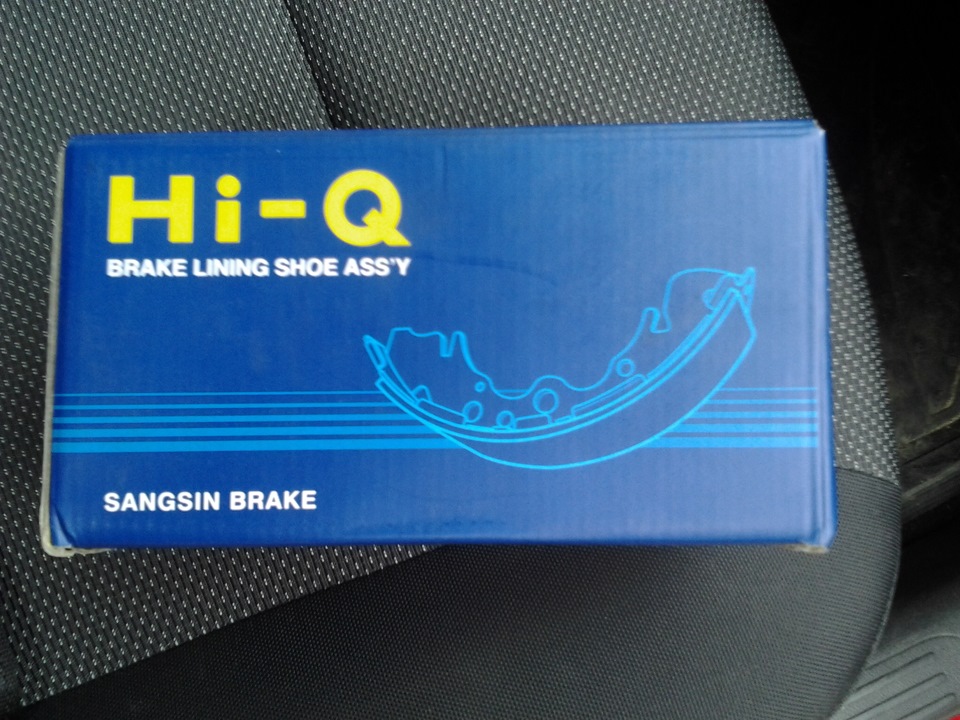 Hi-Q
BRAKE LINING SHOE ASS'Y
SANGSIN BRAKE